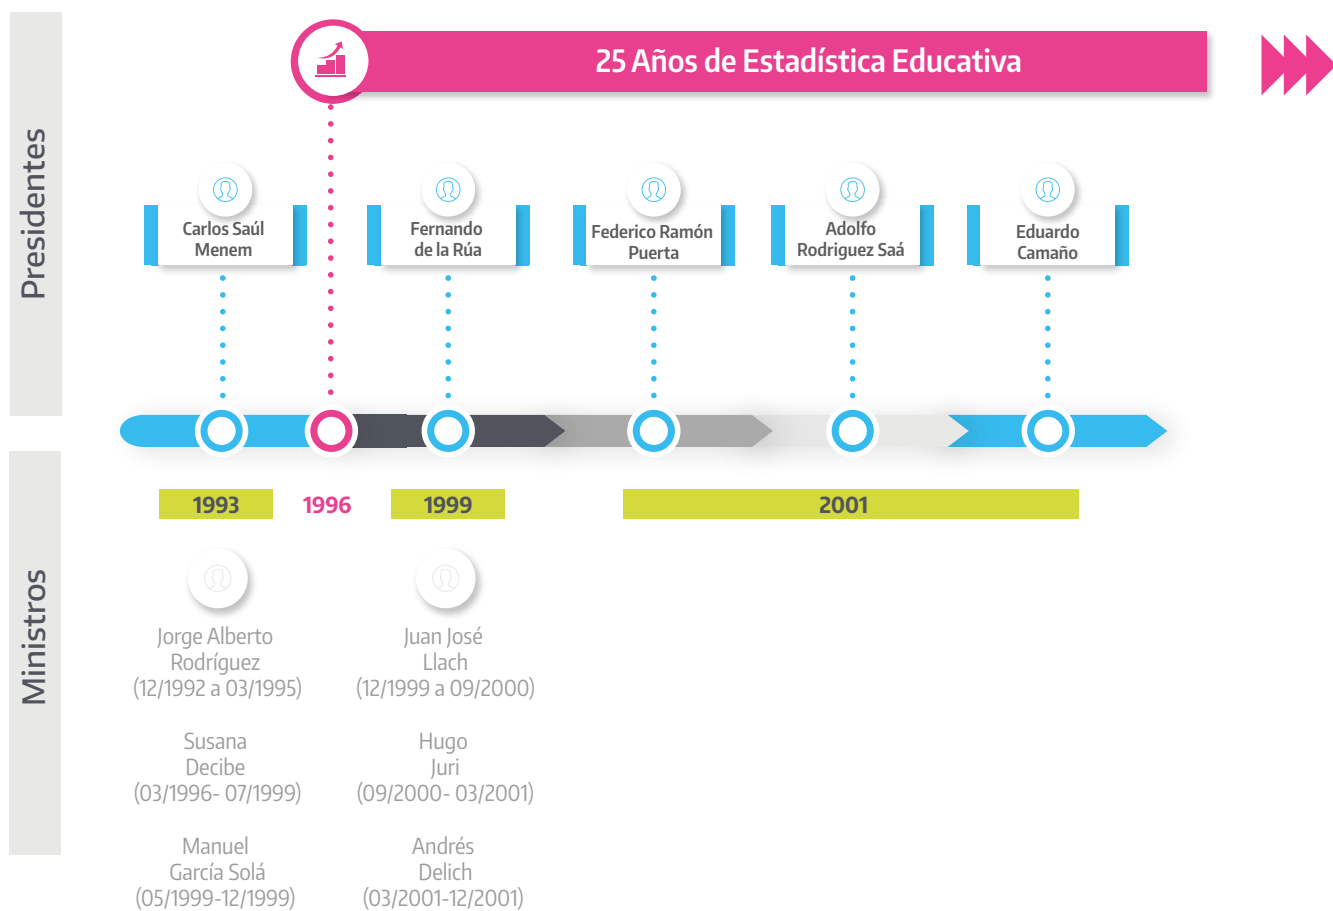 25 Años de Estadística Educativa
Presidentes
Carlos Saúl
Menem
Fernando
de la Rúa
Federico Ramón
Puerta
Adolfo
Rodriguez Saá
Eduardo
Camaño
1993
1996
1999
2001
Ministros
Jorge Alberto
Rodríguez
(12/1992 a 03/1995)
Susana
Decibe
(03/1996- 07/1999)
Manuel
García Solá
(05/1999-12/1999)
Juan José
Llach
(12/1999 a 09/2000)
Hugo
Juri
(09/2000- 03/2001)
Andrés
Delich
(03/2001-12/2001)